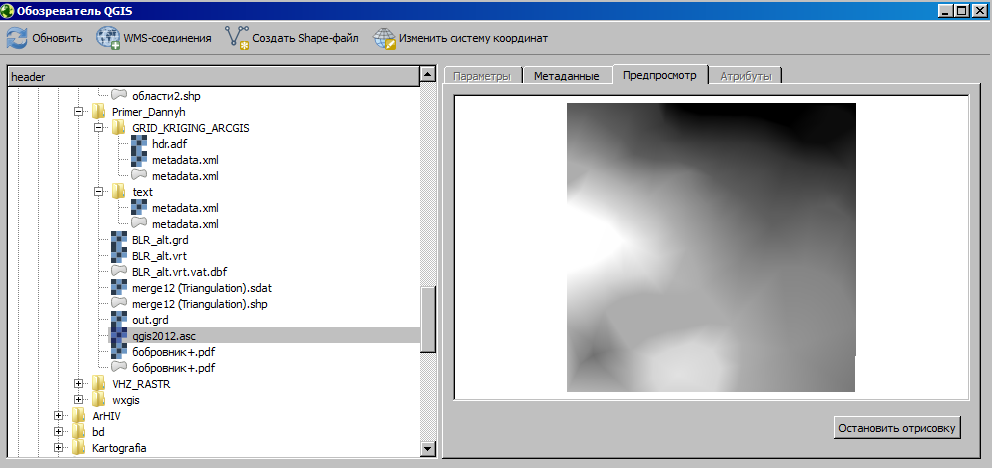 Обозреватель QGIS
Обновить WMS-соединения Создать Shape-файл Изменить систему координат
header
области2.shp
Primer_Dannyh
GRID_KRIGING_ARCGIS
hdr.adf
metadata.xml
metadata.xml
text
metadata.xml
metadata.xml
BLR_alt.grd
BLR_alt.vrt
BLR_alt.vrt.vat.dbf
merge12 (Triangulation).sdat
merge12 (Triangulation).shp
out.grd
qgis2012.asc
бобровник+.pdf
бобровник+.pdf
VHZ_RASTR
wxgis
ArHIV
bd
Kartografia
Параметры Метаданные Предпросмотр Атрибуты
Остановить отрисовку